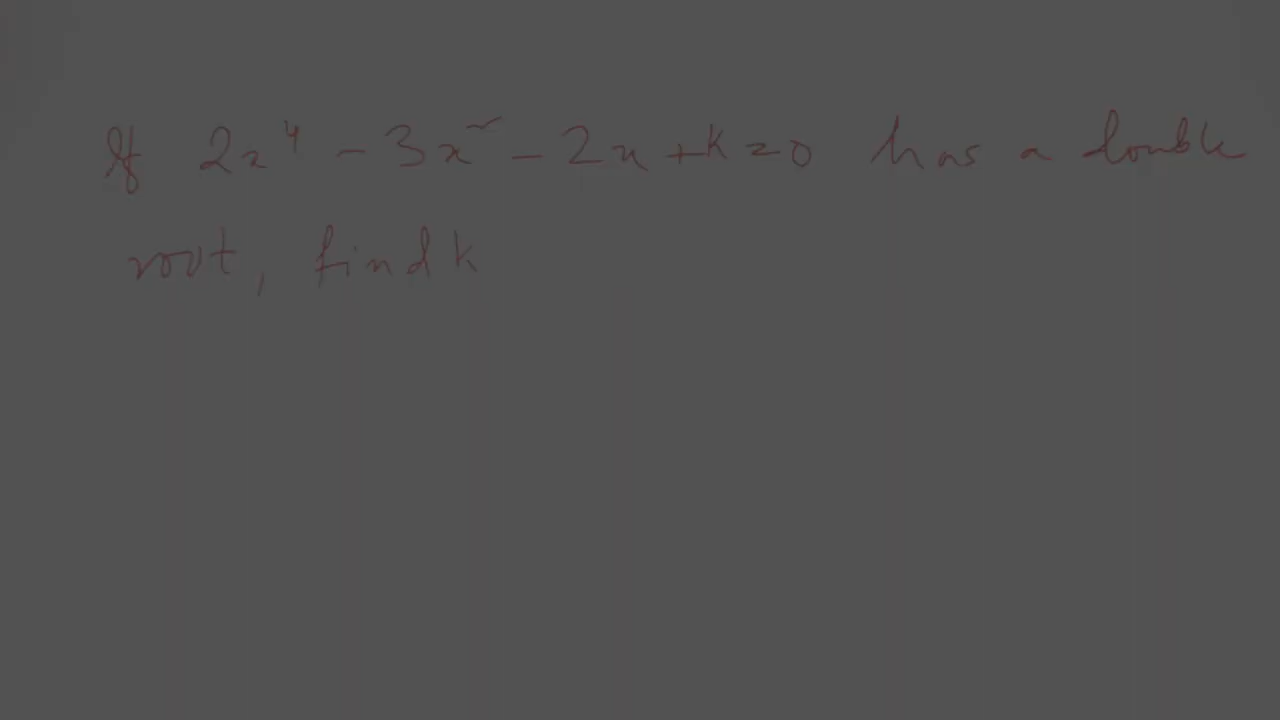 If 2x⁴ - 3x² - 2x + k = 0 has a double
root, find k